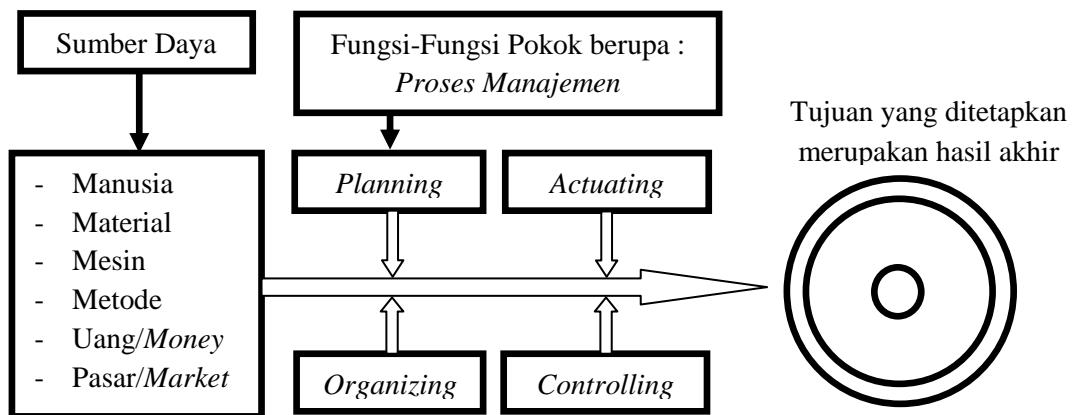 Sumber Daya
Fungsi-Fungsi Pokok berupa :
Proses Manajemen
Tujuan yang ditetapkan
merupakan hasil akhir
- Manusia
- Material
- Mesin
- Metode
- Uang/Money
- Pasar/Market
Planning
Actuating
Organizing
Controlling